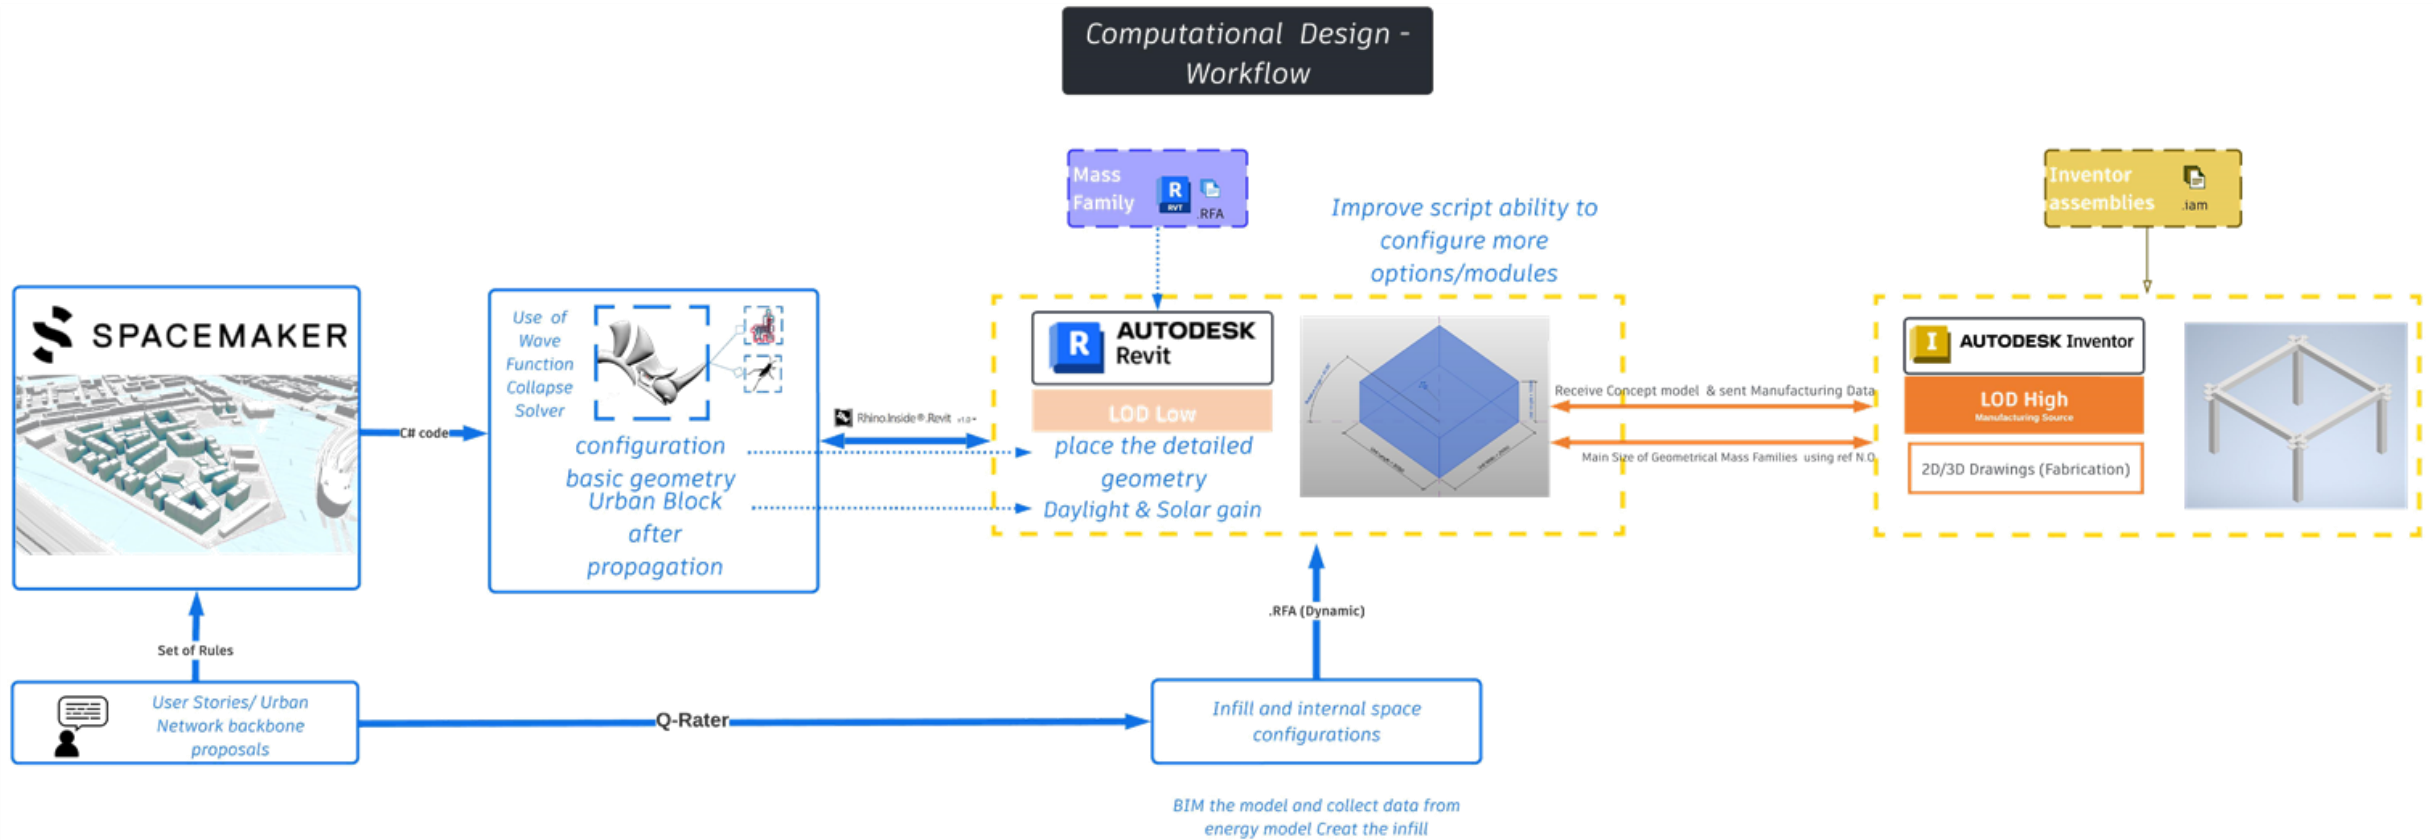 Computational Design -
Workflow
Mass
Family
R
RVT
.RFA
Improve script ability to
configure more
options/modules
Inventor
assemblies
.iam
SPACEMAKER
C# code
Use of
Wave
Function
Collapse
Solver
configuration
basic geometry
Urban Block
after
propagation
Rhino.Inside®.Revit v1.0
R
AUTODESK
Revit
LOD Low
place the detailed
geometry
Daylight & Solar gain
Receive Concept model & sent Manufacturing Data
Main Size of Geometrical Mass Families using ref N.O
I
AUTODESK Inventor
LOD High
Manufacturing Source
2D/3D Drawings (Fabrication)
Set of Rules
.RFA (Dynamic)
User Stories/ Urban
Network backbone
proposals
Q-Rater
Infill and internal space
configurations
BIM the model and collect data from
energy model Creat the infill